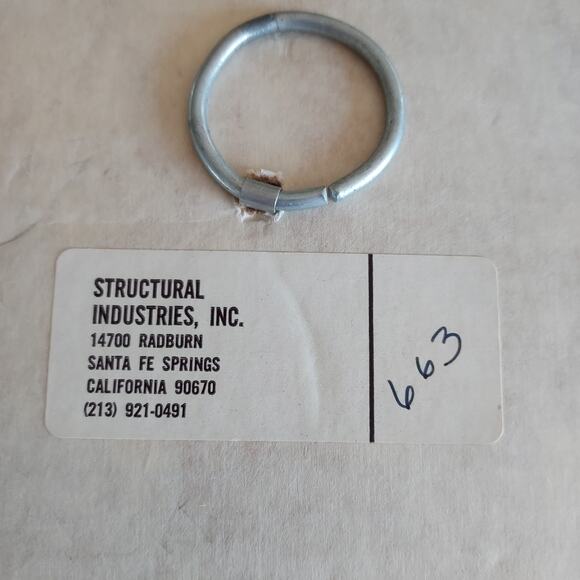 STRUCTURAL
INDUSTRIES, INC.
14700 RADBURN
SANTA FE SPRINGS
CALIFORNIA 90670
(213) 921-0491
663